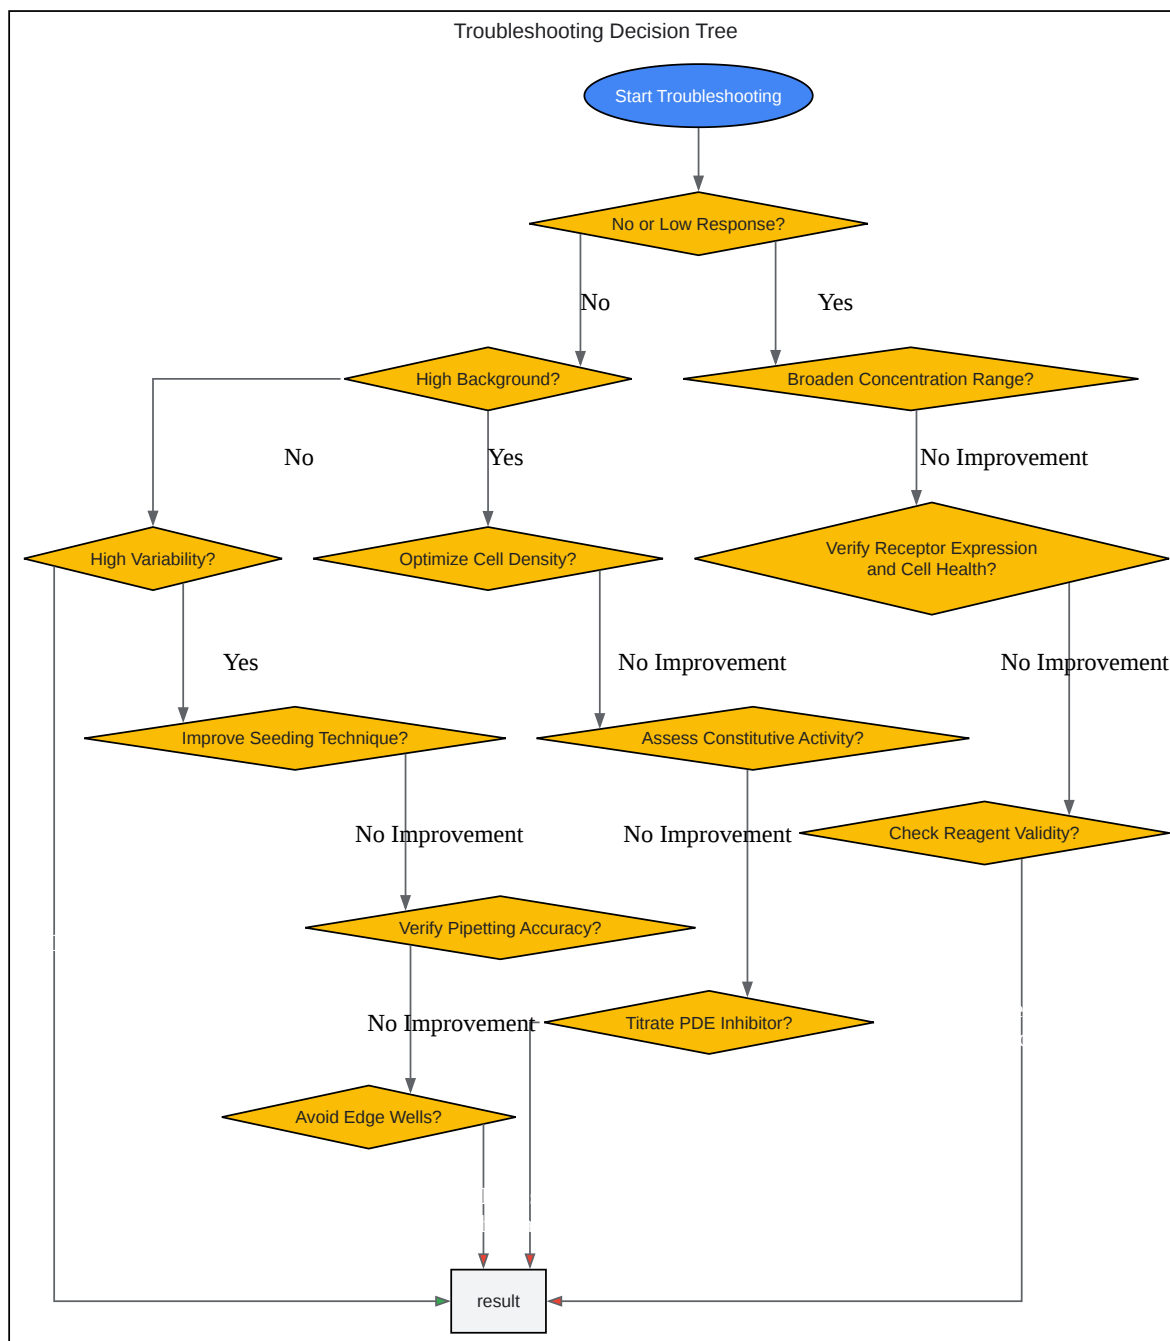 Troubleshooting Decision Tree
Start Troubleshooting
No or Low Response?
No
Yes
High Background?
Broaden Concentration Range?
No
Yes
No Improvement
High Variability?
Optimize Cell Density?
Verify Receptor Expression
and Cell Health?
Yes
No Improvement
No Improvement
Improve Seeding Technique?
Assess Constitutive Activity?
No Improvement
No Improvement
Check Reagent Validity?
Verify Pipetting Accuracy?
No Improvement
Titrate PDE Inhibitor?
Avoid Edge Wells?
result